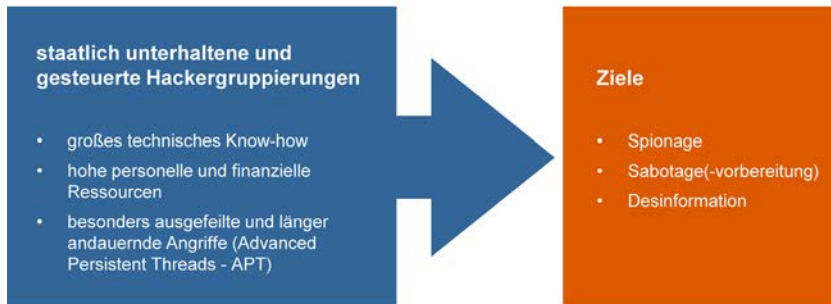 staatlich unterhaltene und
gesteuerte Hackergruppierungen
• großes technisches Know-how
• hohe personelle und finanzielle
Ressourcen
• besonders ausgefeilte und länger
andauernde Angriffe (Advanced
Persistent Threads - APT)
Ziele
• Spionage
• Sabotage(-vorbereitung)
• Desinformation